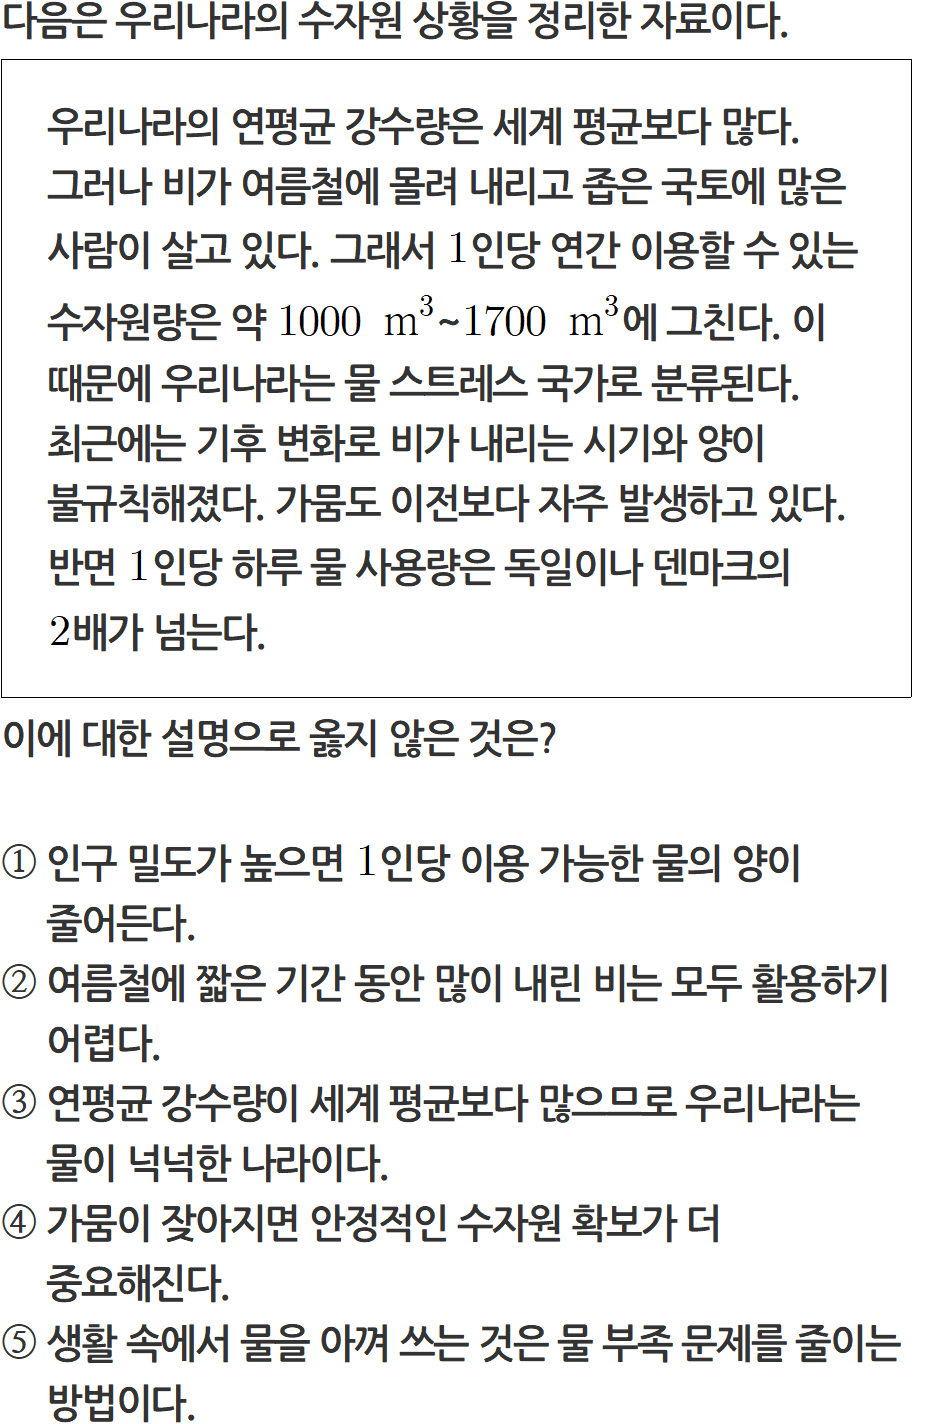 다음은 우리나라의 수자원 상황을 정리한 자료이다.
우리나라의 연평균 강수량은 세계 평균보다 많다.
그러나 비가 여름철에 몰려 내리고 좁은 국토에 많은
사람이 살고 있다. 그래서 1인당 연간 이용할 수 있는
수자원량은 약 1000 m³~1700 m³에 그친다. 이
때문에 우리나라는 물 스트레스 국가로 분류된다.
최근에는 기후 변화로 비가 내리는 시기와 양이
불규칙해졌다. 가뭄도 이전보다 자주 발생하고 있다.
반면 1인당 하루 물 사용량은 독일이나 덴마크의
2배가 넘는다.
이에 대한 설명으로 옳지 않은 것은?
① 인구 밀도가 높으면 1인당 이용 가능한 물의 양이
줄어든다.
② 여름철에 짧은 기간 동안 많이 내린 비는 모두 활용하기
어렵다.
③ 연평균 강수량이 세계 평균보다 많으므로 우리나라는
물이 넉넉한 나라이다.
④ 가뭄이 잦아지면 안정적인 수자원 확보가 더
중요해진다.
⑤ 생활 속에서 물을 아껴 쓰는 것은 물 부족 문제를 줄이는
방법이다.